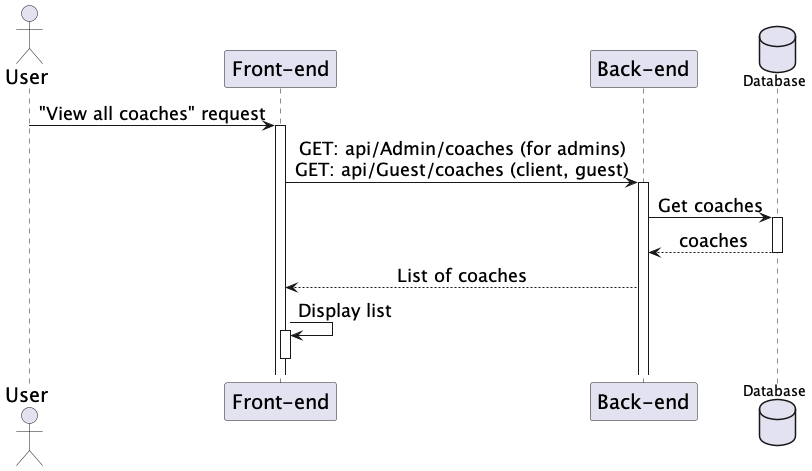 User
Front-end
Back-end
Database
"View all coaches" request
GET: api/Admin/coaches (for admins)
GET: api/Guest/coaches (client, guest)
Get coaches
coaches
List of coaches
Display list
User
Front-end
Back-end
Database